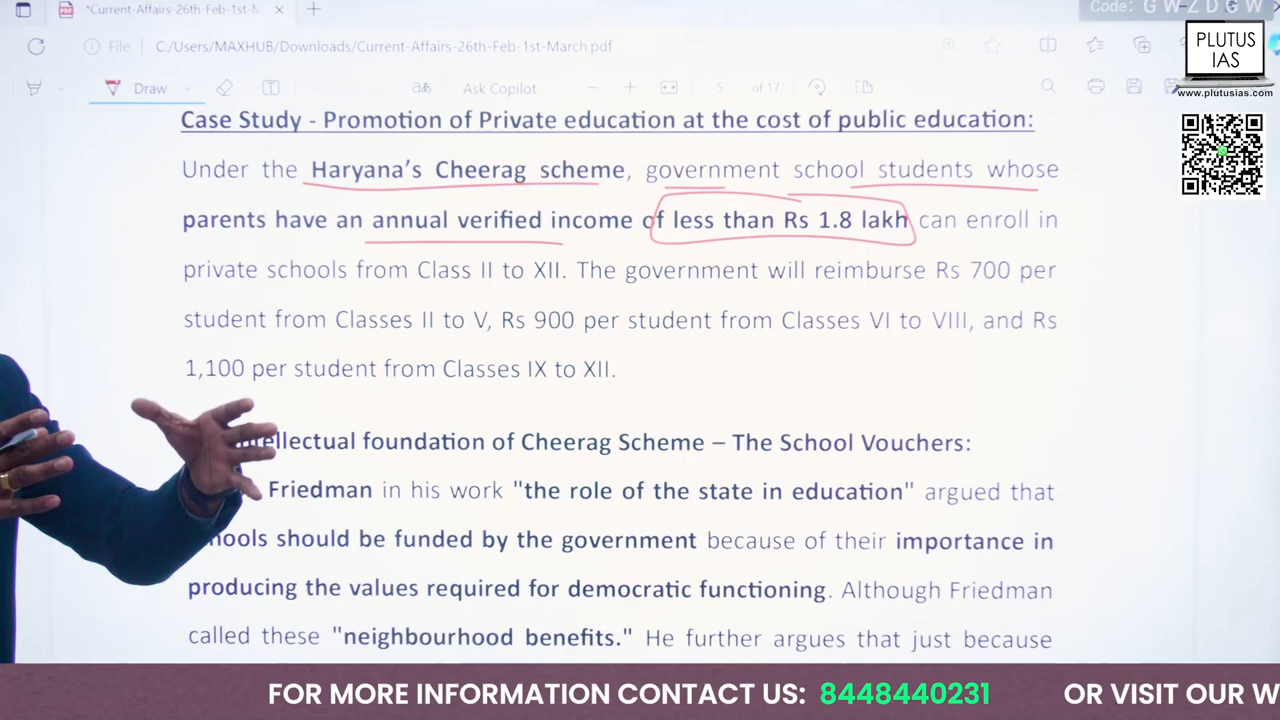 *Current-Affairs-26th-Feb-1st-M
Code: G W Z D G W
File C:/Users/MAXHUB/Downloads/Current-Affairs-26th-Feb-1st-March.pdf
PLUTUS
IAS
www.plutusias.com
Draw
Ask Copilot
5 of 17
Case Study - Promotion of Private education at the cost of public education:
Under the Haryana’s Cheerag scheme, government school students whose
parents have an annual verified income of less than Rs 1.8 lakh can enroll in
private schools from Class II to XII. The government will reimburse Rs 700 per
student from Classes II to V, Rs 900 per student from Classes VI to VIII, and Rs
1,100 per student from Classes IX to XII.
foundation of Cheerag Scheme – The School Vouchers:
Friedman in his work "the role of the state in education" argued that
should be funded by the government because of their importance in
producing the values required for democratic functioning. Although Friedman
called these "neighbourhood benefits." He further argues that just because
FOR MORE INFORMATION CONTACT US: 8448440231 OR VISIT OUR W